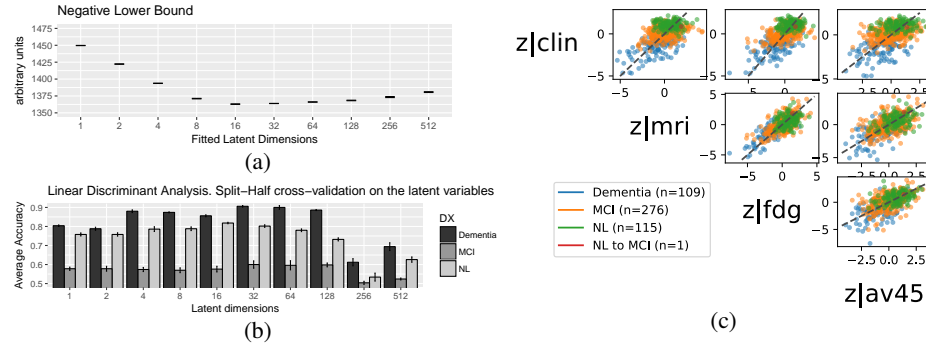 Negative Lower Bound
arbitrary units
1475
1450
1425
1400
1375
1350
1 2 4 8 16 32 64 128 256 512
Fitted Latent Dimensions
(a)
Linear Discriminant Analysis. Split-Half cross-validation on the latent variables
Average Accuracy
0.9
0.8
0.7
0.6
0.5
DX
Dementia
MCI
NL
1 2 4 8 16 32 64 128 256 512
Latent dimensions
(b)
z|clin
0
−5
−5 0
−5 0
0
−5
−2.5 0.0 2.5
z|mri
0
−5
−5 0 5
0
−5
z|fdg
0
−5
−2.5 0.0 2.5
z|av45
Dementia (n=109)
MCI (n=276)
NL (n=115)
NL to MCI (n=1)
(c)